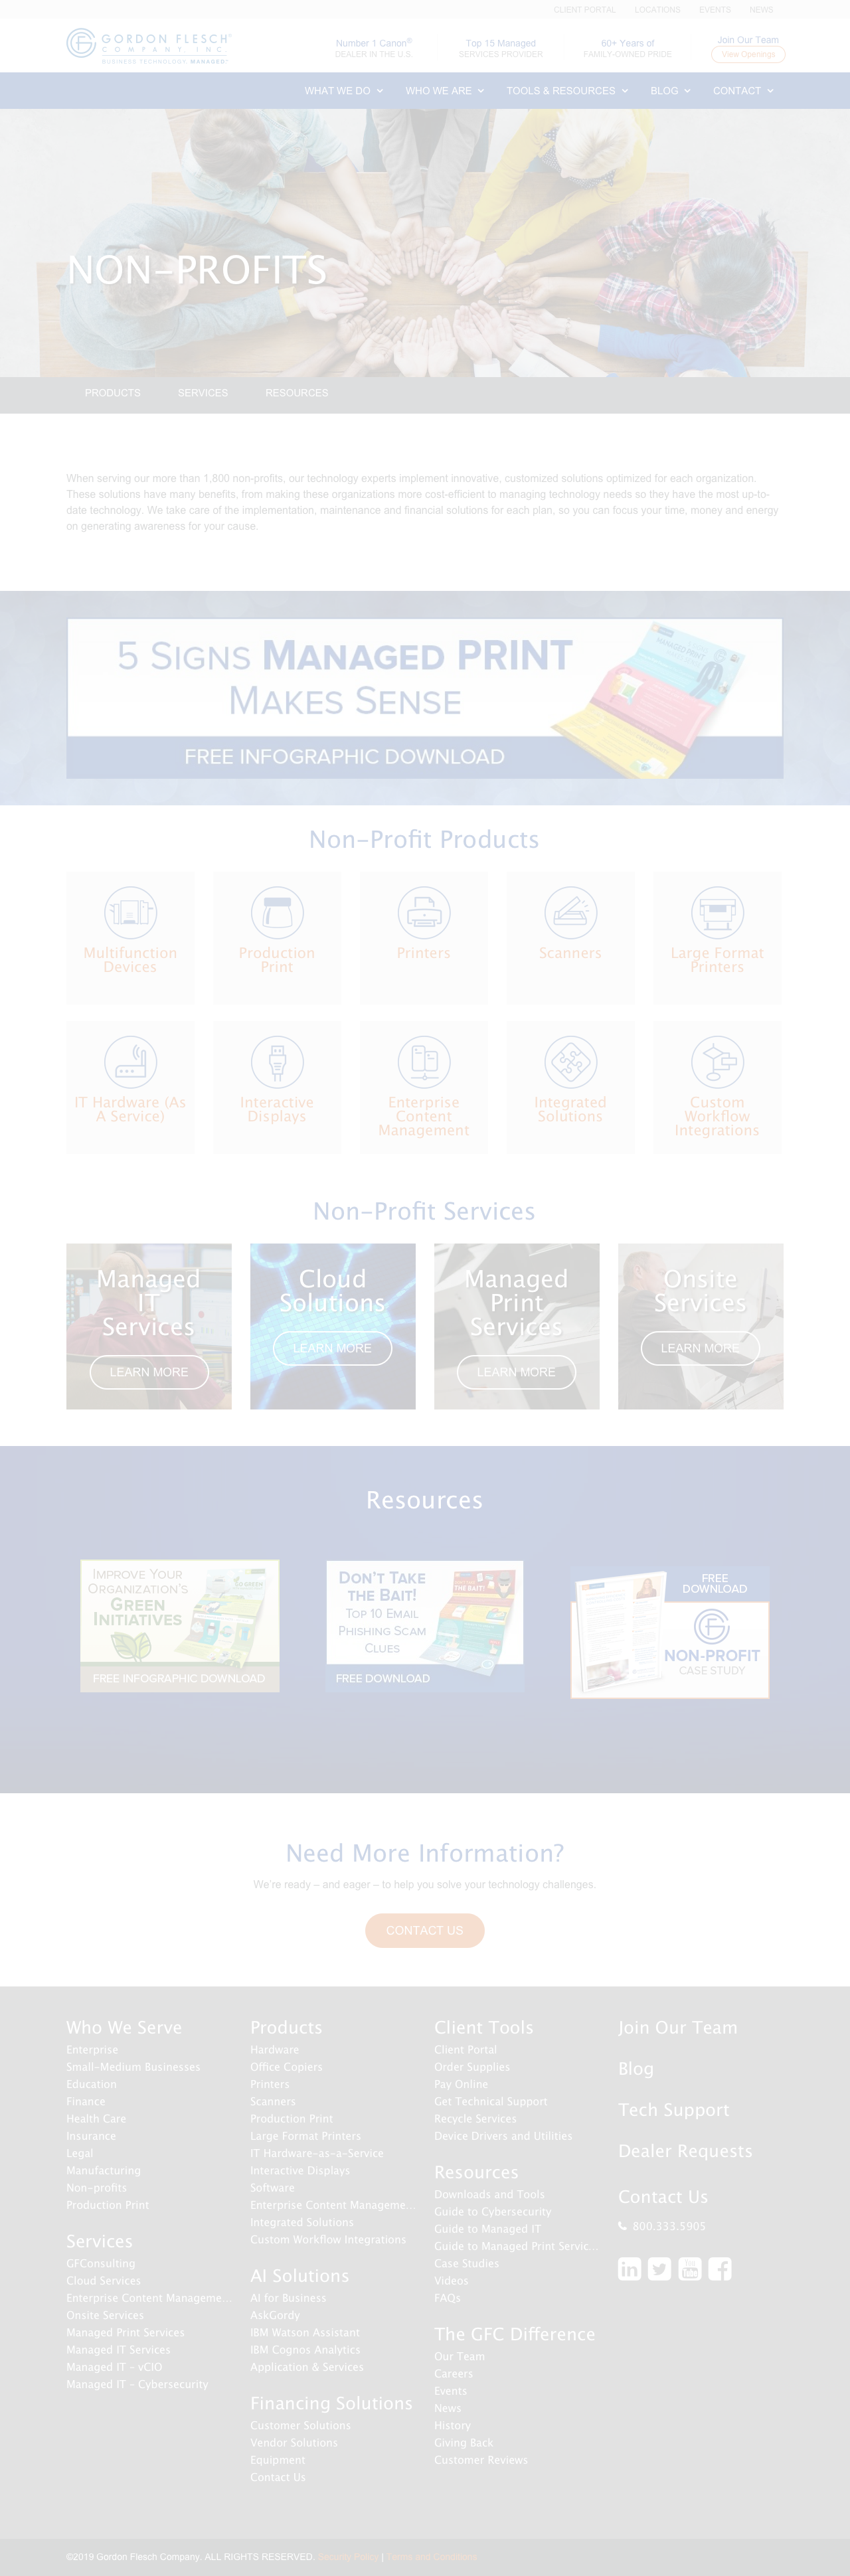 CLIENT PORTAL LOCATIONS EVENTS NEWS
GORDON FLESCH®
COMPANY, INC.
BUSINESS TECHNOLOGY, MANAGED®
Number 1 Canon®
DEALER IN THE U.S.
Top 15 Managed
SERVICES PROVIDER
60+ Years of
FAMILY-OWNED PRIDE
Join Our Team
View Openings
WHAT WE DO WHO WE ARE TOOLS & RESOURCES BLOG CONTACT
NON-PROFITS
PRODUCTS SERVICES RESOURCES
When serving our more than 1,800 non-profits, our technology experts implement innovative, customized solutions optimized for each organization.
These solutions have many benefits, from making these organizations more cost-efficient to managing technology needs so they have the most up-to-
date technology. We take care of the implementation, maintenance and financial solutions for each plan, so you can focus your time, money and energy
on generating awareness for your cause.
5 SIGNS MANAGED PRINT
MAKES SENSE
FREE INFOGRAPHIC DOWNLOAD
Non-Profit Products
Multifunction
Devices
Production
Print
Printers
Scanners
Large Format
Printers
IT Hardware (As
A Service)
Interactive
Displays
Enterprise
Content
Management
Integrated
Solutions
Custom
Workflow
Integrations
Non-Profit Services
Managed
IT
Services
LEARN MORE
Cloud
Solutions
LEARN MORE
Managed
Print
Services
LEARN MORE
Onsite
Services
LEARN MORE
Resources
IMPROVE YOUR
ORGANIZATION'S
GREEN
INITIATIVES
FREE INFOGRAPHIC DOWNLOAD
DON'T TAKE
THE BAIT!
TOP 10 EMAIL
PHISHING SCAM
CLUES
FREE DOWNLOAD
FREE
DOWNLOAD
NON-PROFIT
CASE STUDY
Need More Information?
We're ready – and eager – to help you solve your technology challenges.
CONTACT US
Who We Serve
Enterprise
Small-Medium Businesses
Education
Finance
Health Care
Insurance
Legal
Manufacturing
Non-profits
Production Print
Services
GFConsulting
Cloud Services
Enterprise Content Manageme...
Onsite Services
Managed Print Services
Managed IT Services
Managed IT - vCIO
Managed IT - Cybersecurity
Products
Hardware
Office Copiers
Printers
Scanners
Production Print
Large Format Printers
IT Hardware-as-a-Service
Interactive Displays
Software
Enterprise Content Manageme...
Integrated Solutions
Custom Workflow Integrations
AI Solutions
AI for Business
AskGordy
IBM Watson Assistant
IBM Cognos Analytics
Application & Services
Financing Solutions
Customer Solutions
Vendor Solutions
Equipment
Contact Us
Client Tools
Client Portal
Order Supplies
Pay Online
Get Technical Support
Recycle Services
Device Drivers and Utilities
Resources
Downloads and Tools
Guide to Cybersecurity
Guide to Managed IT
Guide to Managed Print Servic...
Case Studies
Videos
FAQs
The GFC Difference
Our Team
Careers
Events
News
History
Giving Back
Customer Reviews
Join Our Team
Blog
Tech Support
Dealer Requests
Contact Us
800.333.5905
©2019 Gordon Flesch Company. ALL RIGHTS RESERVED. Security Policy | Terms and Conditions